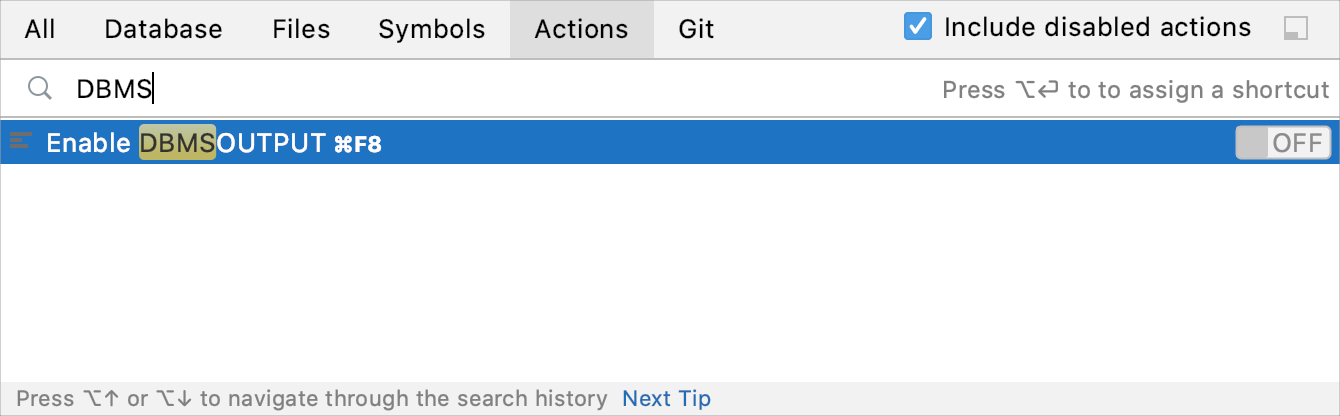 All Database Files Symbols Actions Git Include disabled actions
DBMS Press ⌥↩ to to assign a shortcut
Enable DBMSOUTPUT ⌘F8 OFF
Press ⌥↑ or ⌥↓ to navigate through the search history Next Tip